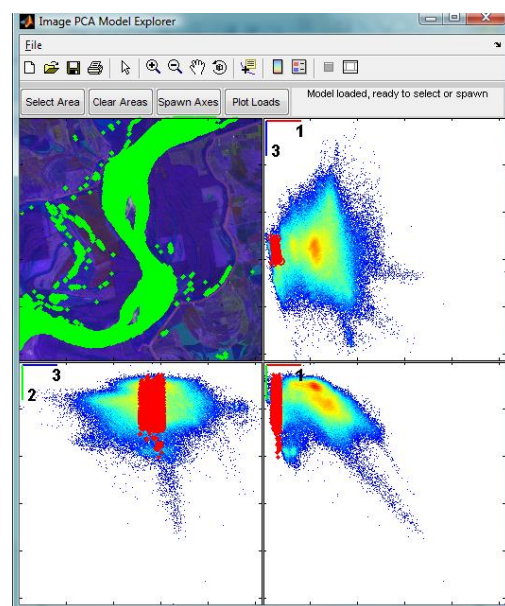 Image PCA Model Explorer
File
Select Area Clear Areas Spawn Axes Plot Loads Model loaded, ready to select or spawn
1
3
3
2
1